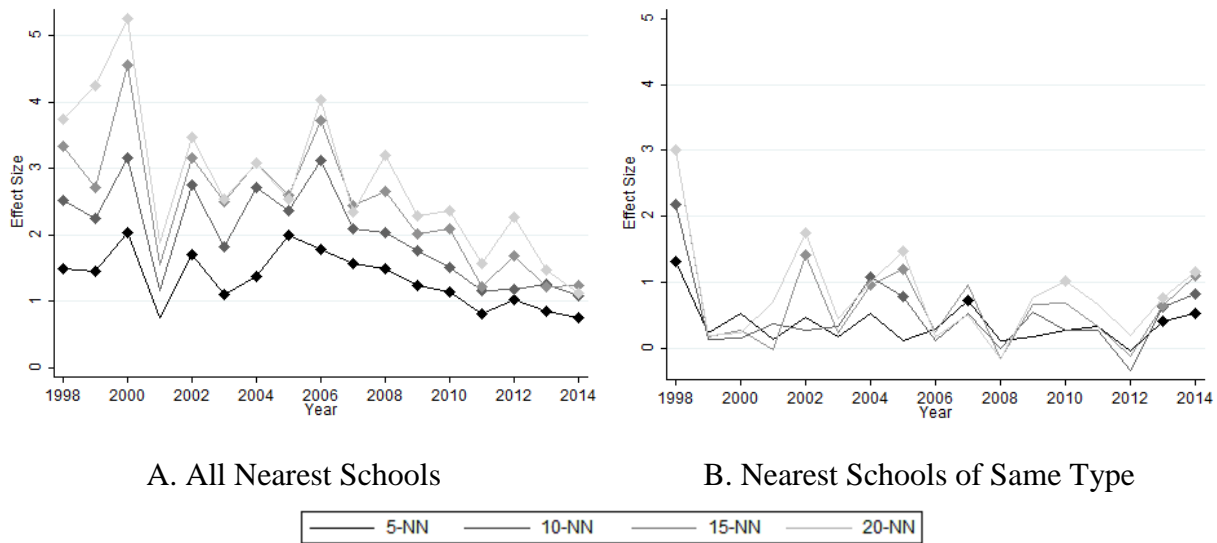 5
4
3
2
1
0
Effect Size
1998 2000 2002 2004 2006 2008 2010 2012 2014
Year
A. All Nearest Schools
5
4
3
2
1
0
Effect Size
1998 2000 2002 2004 2006 2008 2010 2012 2014
Year
B. Nearest Schools of Same Type
5-NN 10-NN 15-NN 20-NN